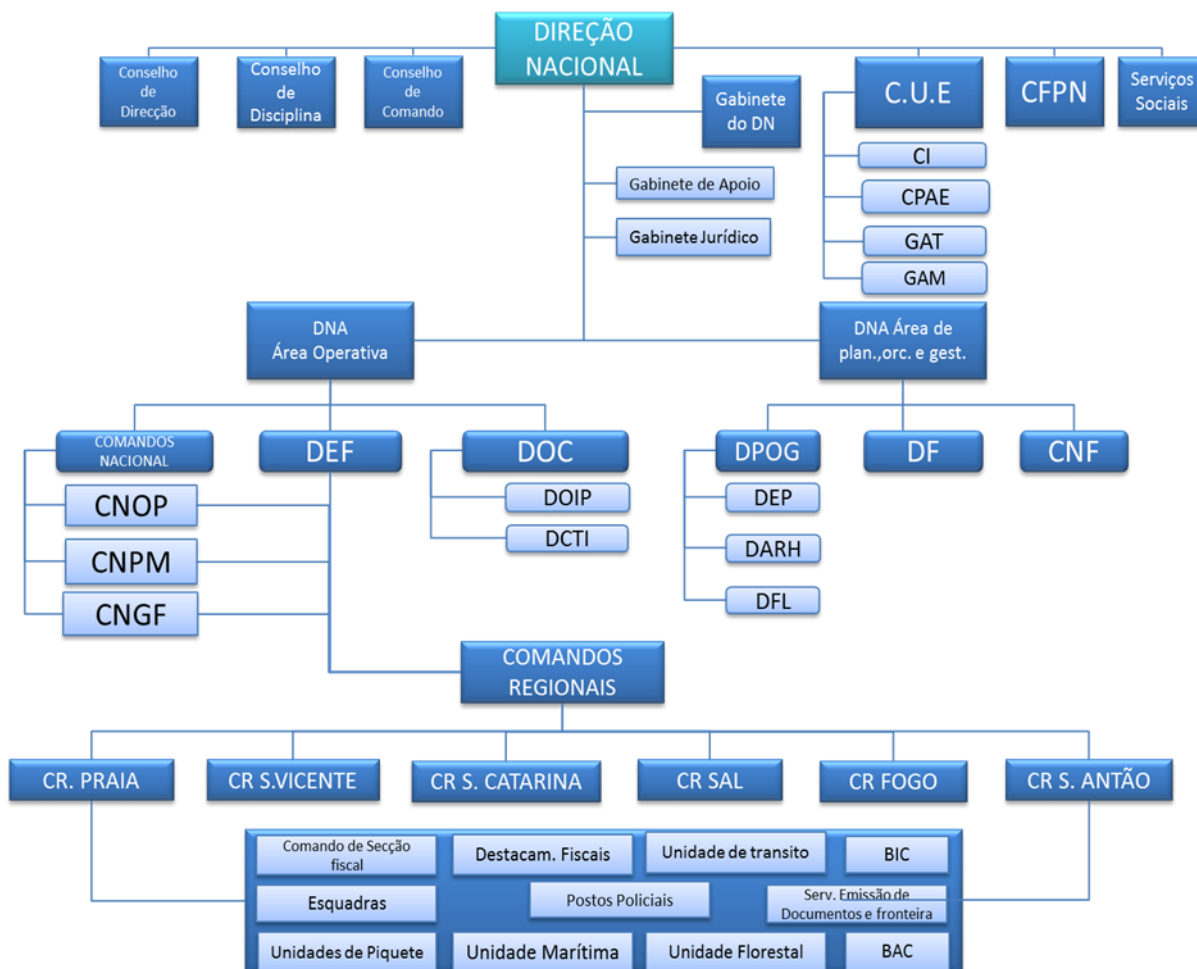 DIREÇÃO
NACIONAL
Conselho
de
Direcção
Conselho
de
Disciplina
Conselho
de
Comando
Gabinete
do DN
C.U.E
CFPN
Serviços
Sociais
CI
CPAE
GAT
GAM
Gabinete de Apoio
Gabinete Jurídico
DNA
Área Operativa
DNA Área de
plan.,orc. e gest.
COMANDOS
NACIONAL
DEF
DOC
DPOG
DF
CNF
CNOP
CNPM
CNGF
DOIP
DCTI
DEP
DARH
DFL
COMANDOS
REGIONAIS
CR. PRAIA
CR S.VICENTE
CR S. CATARINA
CR SAL
CR FOGO
CR S. ANTÃO
Comando de Secção
fiscal
Destacam. Fiscais
Unidade de transito
BIC
Esquadras
Postos Policiais
Serv. Emissão de
Documentos e fronteira
Unidades de Piquete
Unidade Marítima
Unidade Florestal
BAC